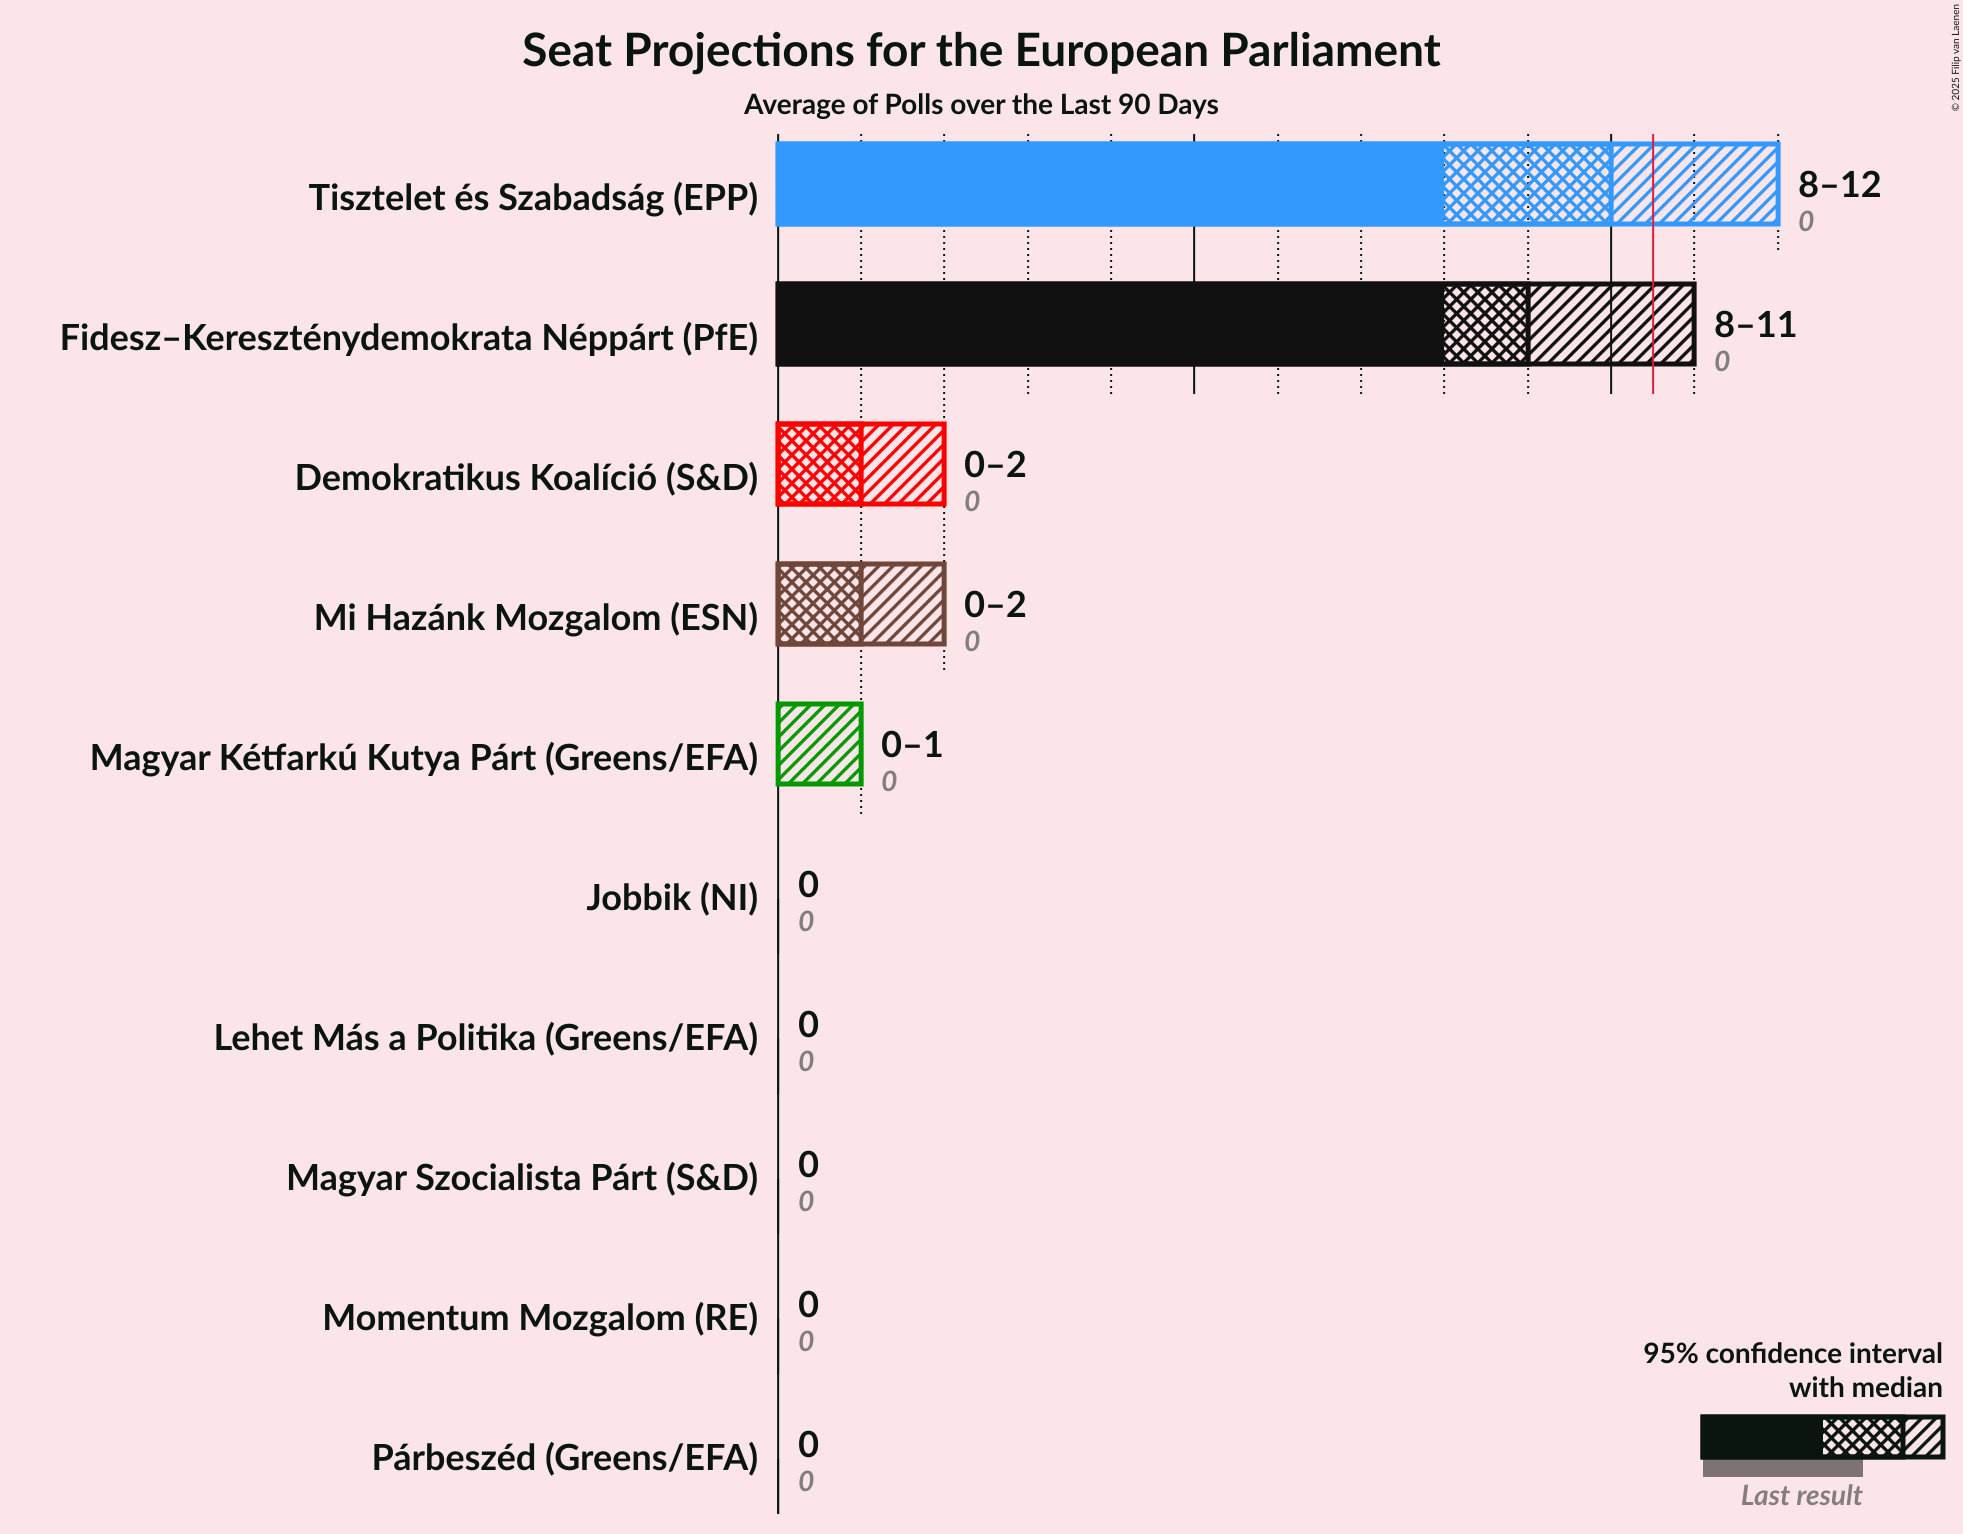 Seat Projections for the European Parliament
Average of Polls over the Last 90 Days
© 2025 Filip van Laenen
Tisztelet és Szabadság (EPP)
8–12
0
Fidesz–Kereszténydemokrata Néppárt (PfE)
8–11
0
Demokratikus Koalíció (S&D)
0–2
0
Mi Hazánk Mozgalom (ESN)
0–2
0
Magyar Kétfarkú Kutya Párt (Greens/EFA)
0–1
0
Jobbik (NI)
0
0
Lehet Más a Politika (Greens/EFA)
0
0
Magyar Szocialista Párt (S&D)
0
0
Momentum Mozgalom (RE)
0
0
Párbeszéd (Greens/EFA)
0
0
95% confidence interval
with median
Last result